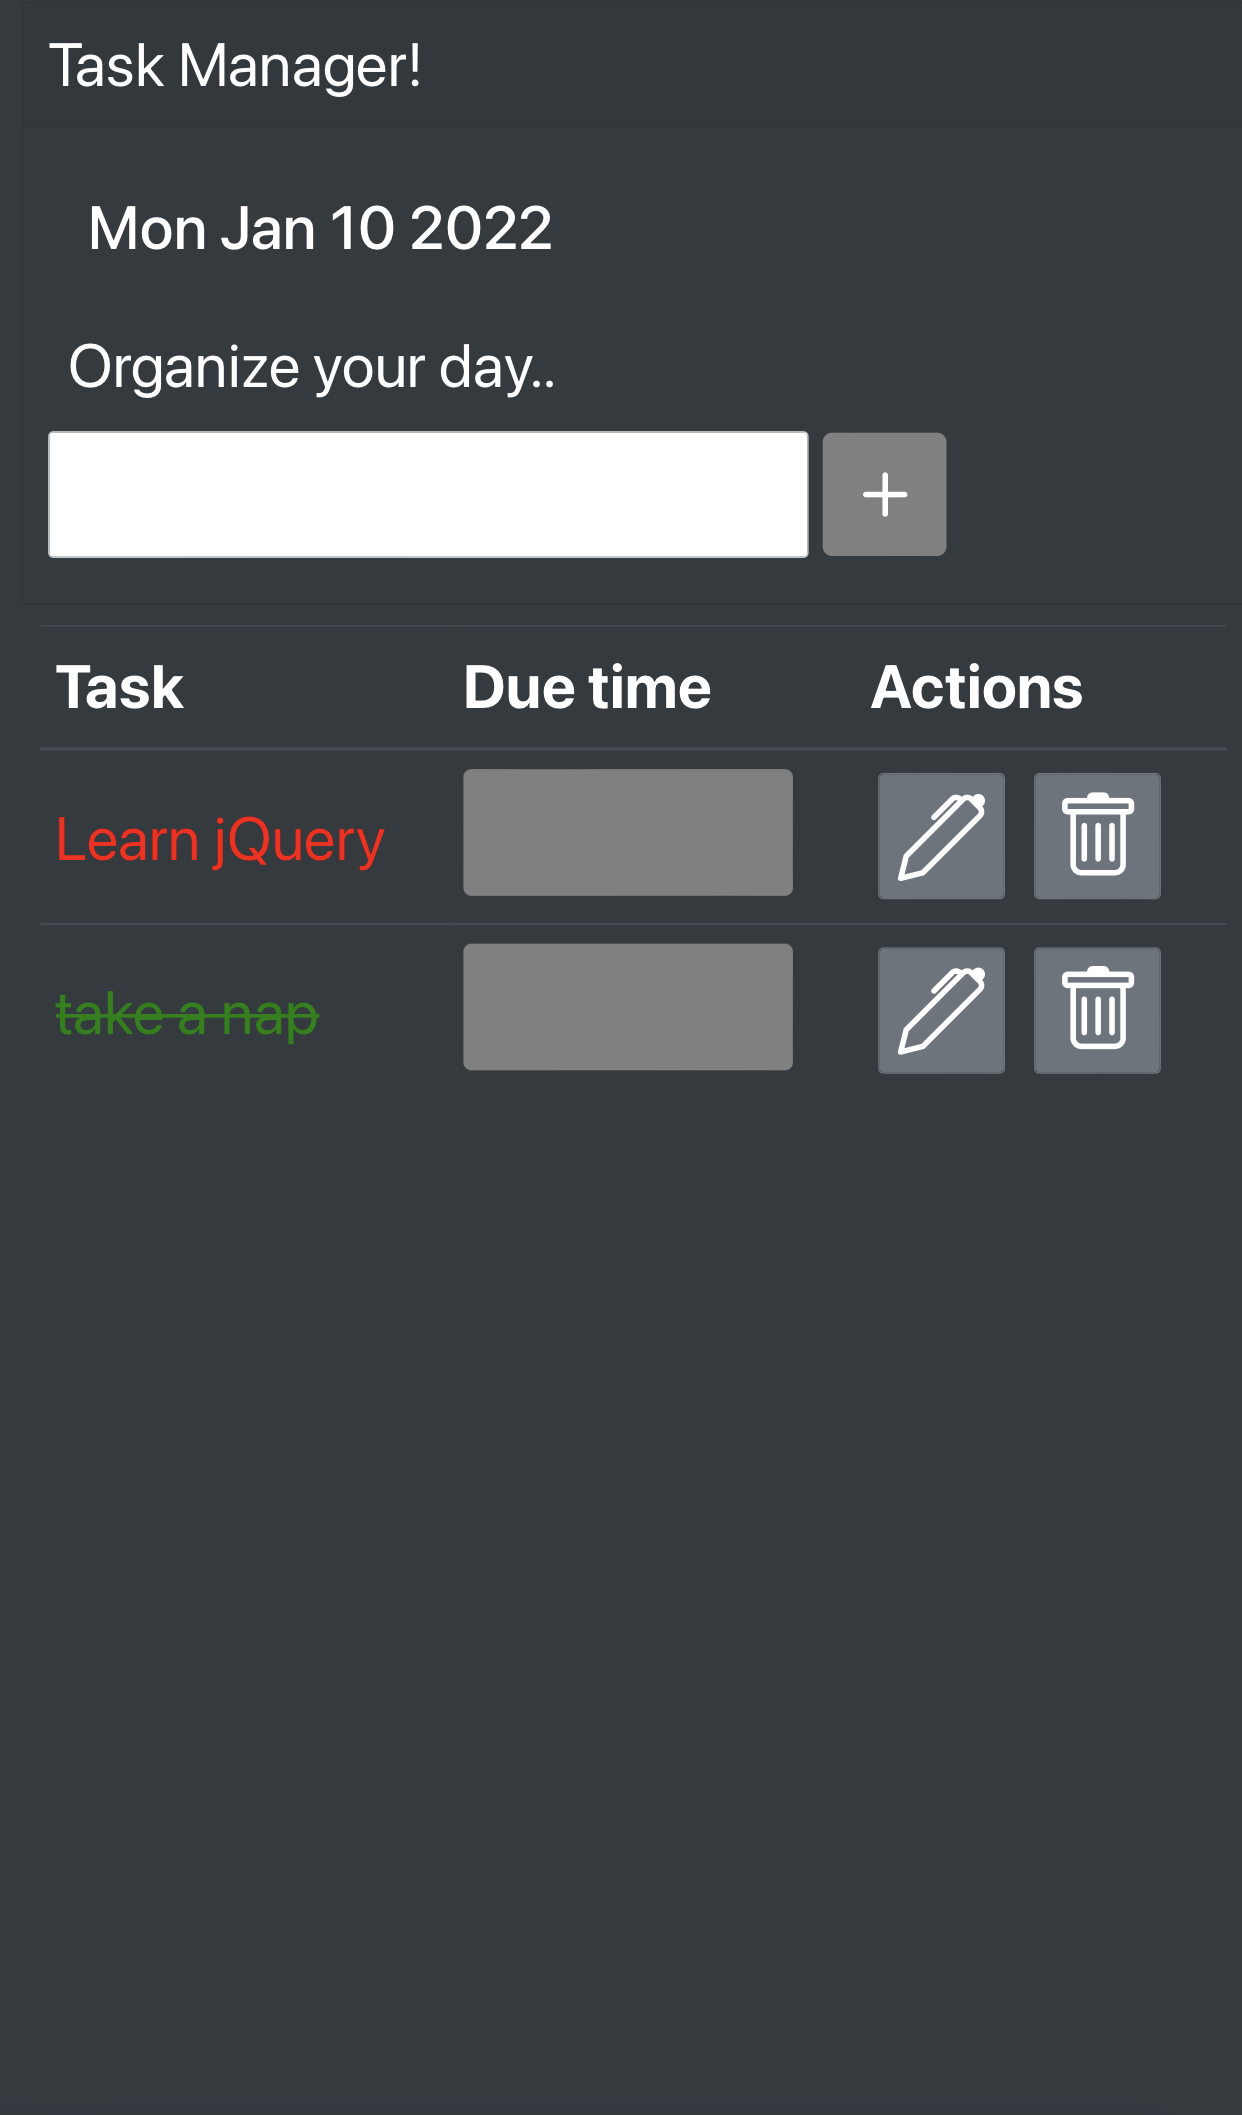 Task Manager!
Mon Jan 10 2022
Organize your day..
Task Due time Actions
Learn jQuery
take a nap